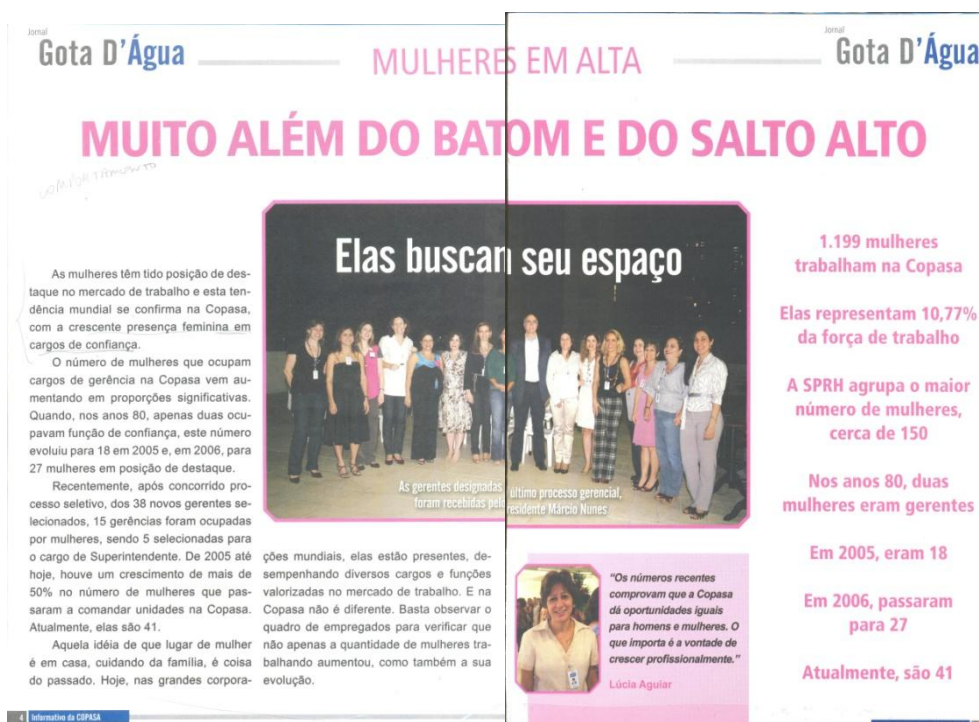 Jornal
Gota D'Água
MULHERES EM ALTA
Jornal
Gota D'Água
MUITO ALÉM DO BATOM E DO SALTO ALTO
COMPORTAMENTO
As mulheres têm tido posição de des-
taque no mercado de trabalho e esta ten-
dência mundial se confirma na Copasa,
com a crescente presença feminina em
cargos de confiança.
O número de mulheres que ocupam
cargos de gerência na Copasa vem au-
mentando em proporções significativas.
Quando, nos anos 80, apenas duas ocu-
pavam função de confiança, este número
evoluiu para 18 em 2005 e, em 2006, para
27 mulheres em posição de destaque.
Recentemente, após concorrido pro-
cesso seletivo, dos 38 novos gerentes se-
lecionados, 15 gerências foram ocupadas
por mulheres, sendo 5 selecionadas para
o cargo de Superintendente. De 2005 até
hoje, houve um crescimento de mais de
50% no número de mulheres que pas-
saram a comandar unidades na Copasa.
Atualmente, elas são 41.
Aquela idéia de que lugar de mulher
é em casa, cuidando da família, é coisa
do passado. Hoje, nas grandes corpora-
Elas buscam seu espaço
As gerentes designadas último processo gerencial,
foram recebidas pelo residente Márcio Nunes
ções mundiais, elas estão presentes, de-
sempenhando diversos cargos e funções
valorizadas no mercado de trabalho. E na
Copasa não é diferente. Basta observar o
quadro de empregados para verificar que
não apenas a quantidade de mulheres tra-
balhando aumentou, como também a sua
evolução.
"Os números recentes
comprovam que a Copasa
dá oportunidades iguais
para homens e mulheres. O
que importa é a vontade de
crescer profissionalmente."
Lúcia Aguiar
1.199 mulheres
trabalham na Copasa
Elas representam 10,77%
da força de trabalho
A SPRH agrupa o maior
número de mulheres,
cerca de 150
Nos anos 80, duas
mulheres eram gerentes
Em 2005, eram 18
Em 2006, passaram
para 27
Atualmente, são 41
4 Informativo da COPASA